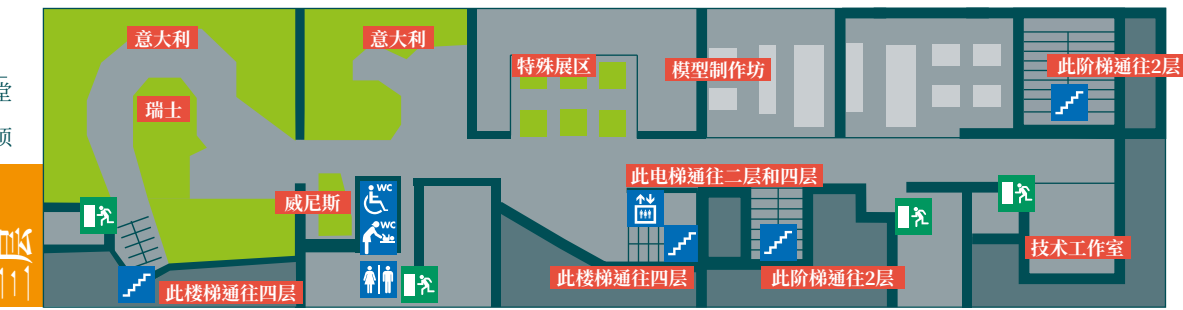 意大利
意大利
特殊展区
模型制作坊
此阶梯通往2层
堂
瑞士
威尼斯
WC
WC
此电梯通往二层和四层
三层
此楼梯通往四层
此楼梯通往四层
此阶梯通往2层
技术工作室